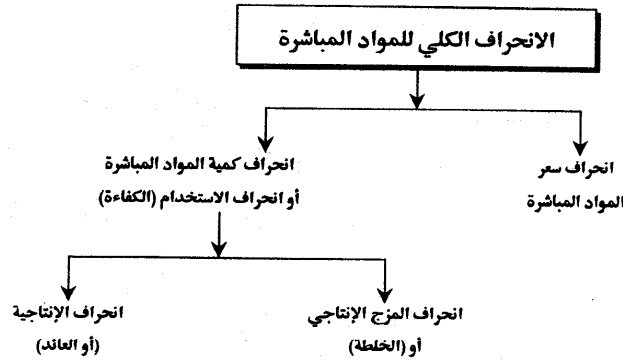 الانحراف الكلي للمواد المباشرة
انحراف سعر
المواد المباشرة
انحراف كمية المواد المباشرة
أو انحراف الاستخدام (الكفاءة)
انحراف المزج الإنتاجي
أو (الخلطة)
انحراف الإنتاجية
(أو العائد)